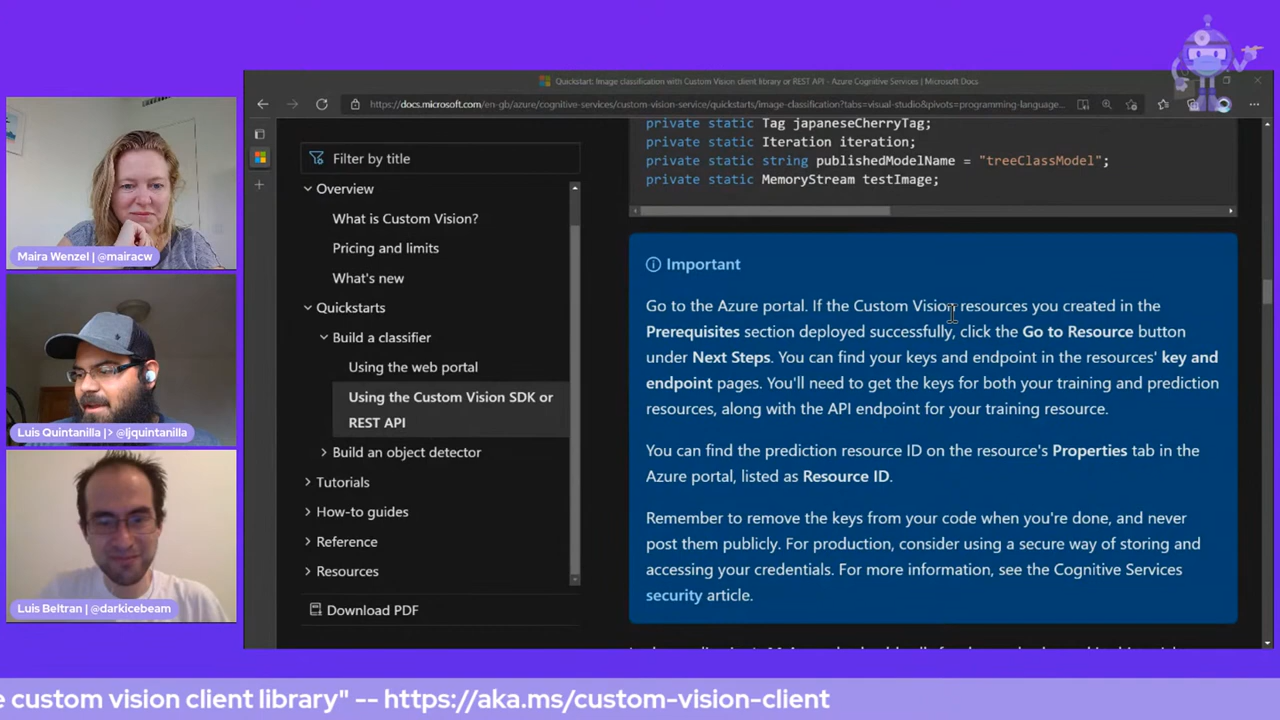 Quickstart: Image classification with Custom Vision client library or REST API - Azure Cognitive Services | Microsoft Docs
https://docs.microsoft.com/en-gb/azure/cognitive-services/custom-vision-service/quickstarts/image-classification?tabs=visual-studio&pivots=programming-language...
Maira Wenzel | @mairacw
Luis Quintanilla |> @ljquintanilla
Luis Beltran | @darkicebeam
Filter by title
Overview
What is Custom Vision?
Pricing and limits
What's new
Quickstarts
Build a classifier
Using the web portal
Using the Custom Vision SDK or
REST API
Build an object detector
Tutorials
How-to guides
Reference
Resources
Download PDF
private static Tag japaneseCherryTag;
private static Iteration iteration;
private static string publishedModelName = "treeClassModel";
private static MemoryStream testImage;
Important
Go to the Azure portal. If the Custom Vision resources you created in the
Prerequisites section deployed successfully, click the Go to Resource button
under Next Steps. You can find your keys and endpoint in the resources' key and
endpoint pages. You'll need to get the keys for both your training and prediction
resources, along with the API endpoint for your training resource.
You can find the prediction resource ID on the resource's Properties tab in the
Azure portal, listed as Resource ID.
Remember to remove the keys from your code when you're done, and never
post them publicly. For production, consider using a secure way of storing and
accessing your credentials. For more information, see the Cognitive Services
security article.
e custom vision client library" -- https://aka.ms/custom-vision-client